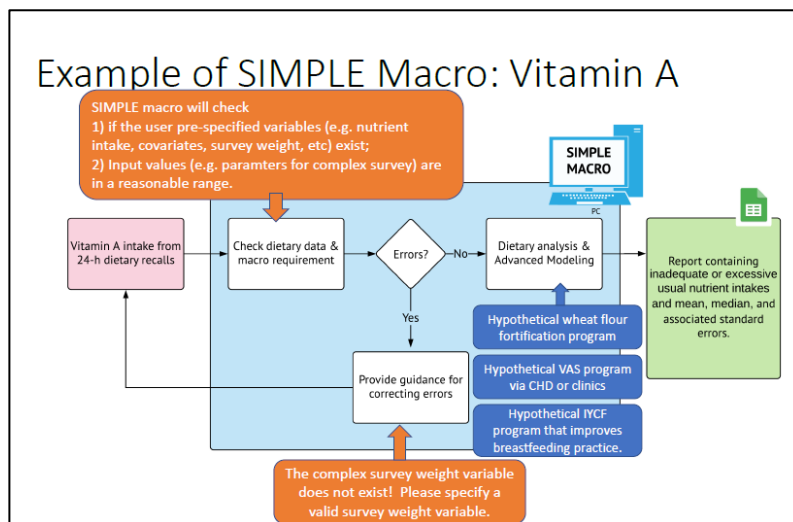 Example of SIMPLE Macro: Vitamin A
SIMPLE macro will check
1) if the user pre-specified variables (e.g. nutrient
intake, covariates, survey weight, etc) exist;
2) Input values (e.g. paramters for complex survey) are
in a reasonable range.
SIMPLE
MACRO
PC
Vitamin A intake from
24-h dietary recalls
Check dietary data &
macro requirement
Errors?
No
Dietary analysis &
Advanced Modeling
Report containing
inadequate or excessive
usual nutrient intakes
and mean, median, and
associated standard
errors.
Yes
Hypothetical wheat flour
fortification program
Hypothetical VAS program
via CHD or clinics
Hypothetical IYCF
program that improves
breastfeeding practice.
Provide guidance for
correcting errors
The complex survey weight variable
does not exist! Please specify a
valid survey weight variable.